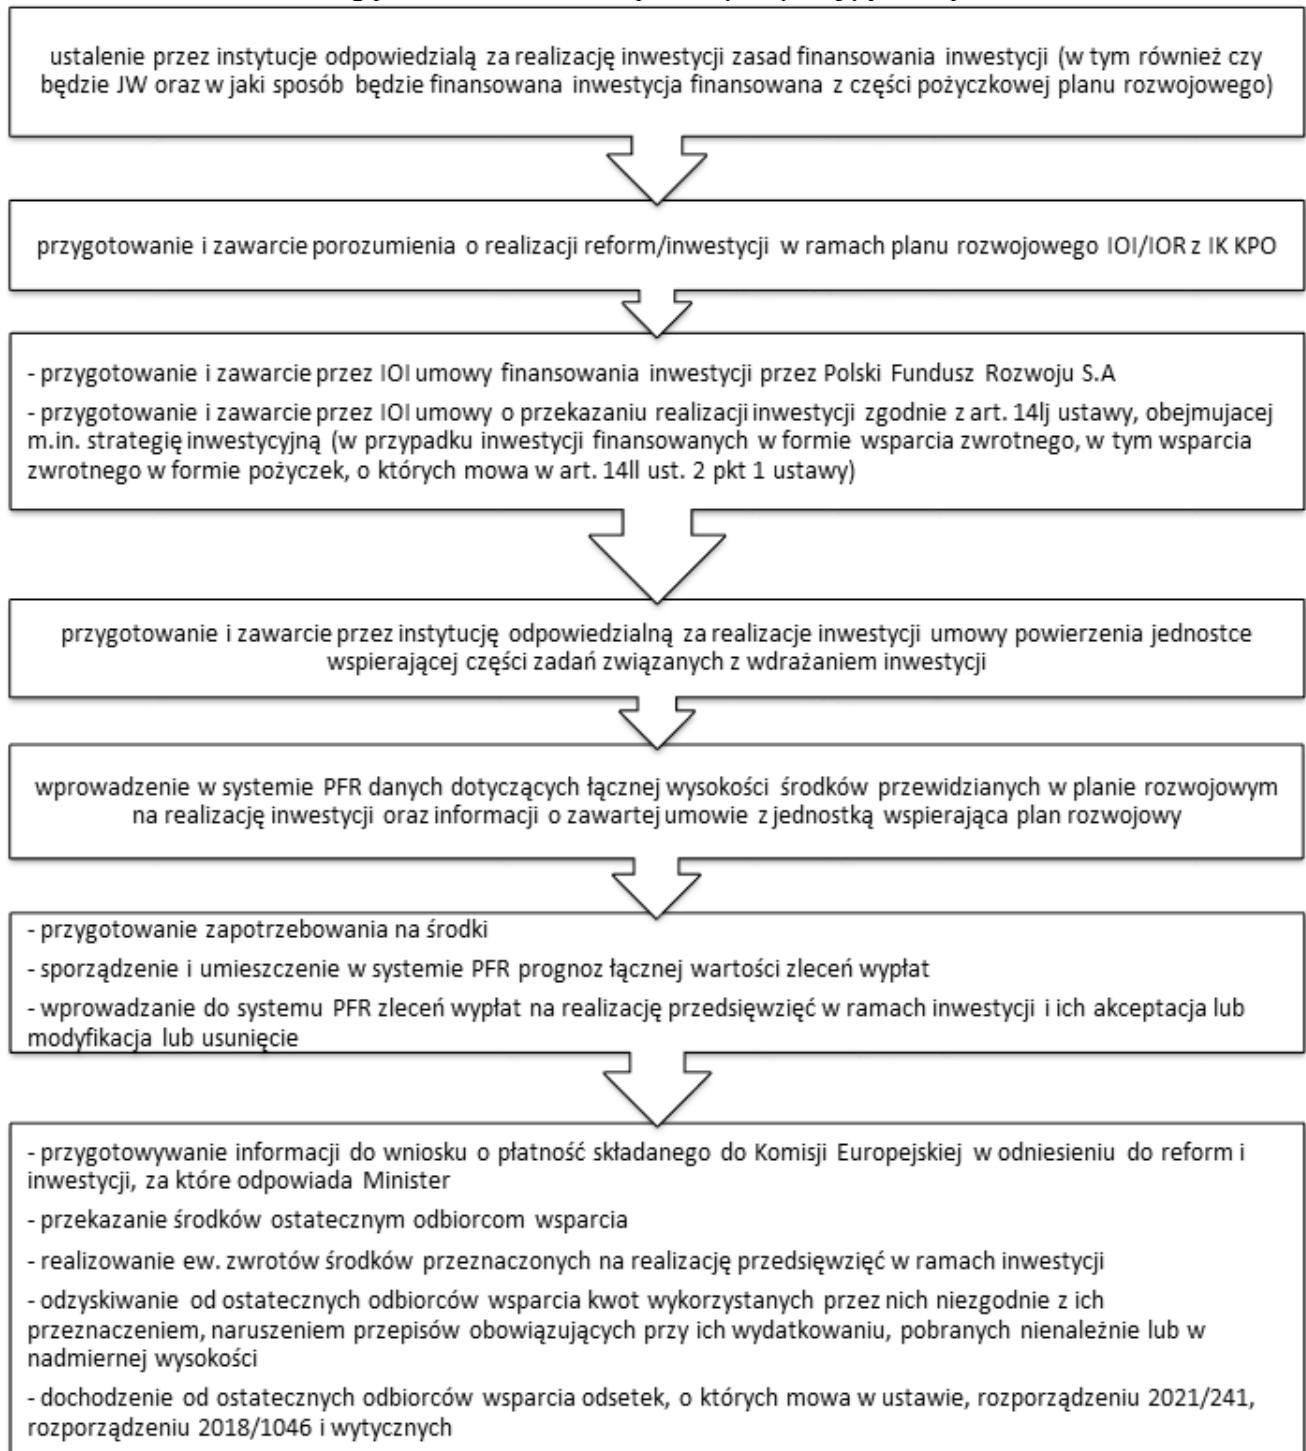 ustalenie przez instytucje odpowiedzialą za realizację inwestycji zasad finansowania inwestycji (w tym również czy
będzie JW oraz w jaki sposób będzie finansowana inwestycja finansowana z części pożyczkowej planu rozwojowego)
przygotowanie i zawarcie porozumienia o realizacji reform/inwestycji w ramach planu rozwojowego IOI/IOR z IK KPO
- przygotowanie i zawarcie przez IOI umowy finansowania inwestycji przez Polski Fundusz Rozwoju S.A
- przygotowanie i zawarcie przez IOI umowy o przekazaniu realizacji inwestycji zgodnie z art. 14lj ustawy, obejmujacej
m.in. strategię inwestycyjną (w przypadku inwestycji finansowanych w formie wsparcia zwrotnego, w tym wsparcia
zwrotnego w formie pożyczek, o których mowa w art. 14ll ust. 2 pkt 1 ustawy)
przygotowanie i zawarcie przez instytucję odpowiedzialną za realizacje inwestycji umowy powierzenia jednostce
wspierającej części zadań związanych z wdrażaniem inwestycji
wprowadzenie w systemie PFR danych dotyczących łącznej wysokości środków przewidzianych w planie rozwojowym
na realizację inwestycji oraz informacji o zawartej umowie z jednostką wspierająca plan rozwojowy
- przygotowanie zapotrzebowania na środki
- sporządzenie i umieszczenie w systemie PFR prognoz łącznej wartości zleceń wypłat
- wprowadzanie do systemu PFR zleceń wypłat na realizację przedsięwzięć w ramach inwestycji i ich akceptacja lub
modyfikacja lub usunięcie
- przygotowywanie informacji do wniosku o płatność składanego do Komisji Europejskiej w odniesieniu do reform i
inwestycji, za które odpowiada Minister
- przekazanie środków ostatecznym odbiorcom wsparcia
- realizowanie ew. zwrotów środków przeznaczonych na realizację przedsięwzięć w ramach inwestycji
- odzyskiwanie od ostatecznych odbiorców wsparcia kwot wykorzystanych przez nich niezgodnie z ich
przeznaczeniem, naruszeniem przepisów obowiązujących przy ich wydatkowaniu, pobranych nienależnie lub w
nadmiernej wysokości
- dochodzenie od ostatecznych odbiorców wsparcia odsetek, o których mowa w ustawie, rozporządzeniu 2021/241,
rozporządzeniu 2018/1046 i wytycznych